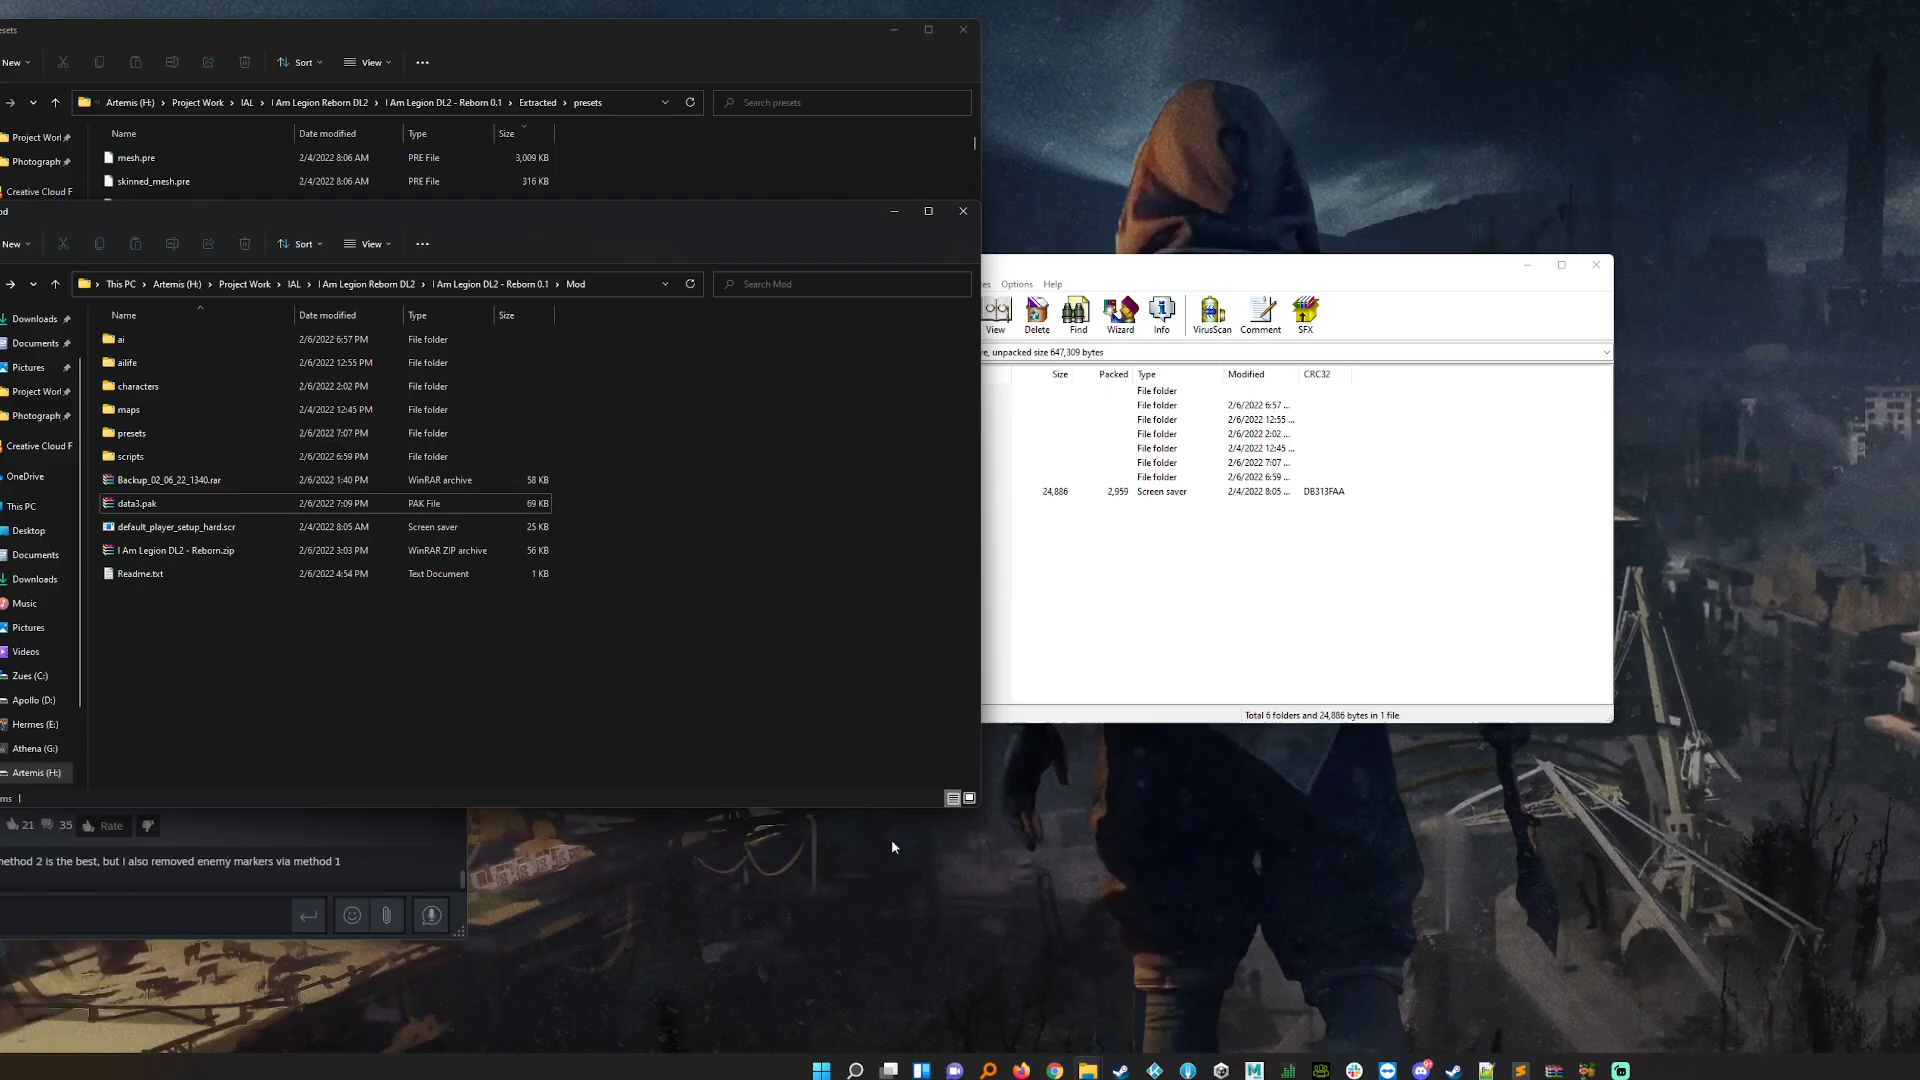 esets
New
Sort
View
Artemis (H:) > Project Work > IAL > I Am Legion Reborn DL2 > I Am Legion DL2 - Reborn 0.1 > Extracted > presets
Search presets
Name Date modified Type Size
Project Worl
mesh.pre 2/4/2022 8:06 AM PRE File 3,009 KB
Photograph
skinned_mesh.pre 2/4/2022 8:06 AM PRE File 316 KB
Creative Cloud F
od
New
Sort
View
This PC > Artemis (H:) > Project Work > IAL > I Am Legion Reborn DL2 > I Am Legion DL2 - Reborn 0.1 > Mod
Search Mod
Name Date modified Type Size
ai 2/6/2022 6:57 PM File folder
ailife 2/6/2022 12:55 PM File folder
characters 2/6/2022 2:02 PM File folder
maps 2/4/2022 12:45 PM File folder
presets 2/6/2022 7:07 PM File folder
scripts 2/6/2022 6:59 PM File folder
Backup_02_06_22_1340.rar 2/6/2022 1:40 PM WinRAR archive 58 KB
data3.pak 2/6/2022 7:09 PM PAK File 69 KB
default_player_setup_hard.scr 2/4/2022 8:05 AM Screen saver 25 KB
I Am Legion DL2 - Reborn.zip 2/6/2022 3:03 PM WinRAR ZIP archive 56 KB
Readme.txt 2/6/2022 4:54 PM Text Document 1 KB
Downloads
Documents
Pictures
Project Worl
Photograph
Creative Cloud F
OneDrive
This PC
Desktop
Documents
Downloads
Music
Pictures
Videos
Zues (C:)
Apollo (D:)
Hermes (E:)
Athena (G:)
Artemis (H:)
ms
es Options Help
View Delete Find Wizard Info VirusScan Comment SFX
e, unpacked size 647,309 bytes
Size Packed Type Modified CRC32
File folder
File folder 2/6/2022 6:57 ...
File folder 2/6/2022 12:55 ...
File folder 2/6/2022 2:02 ...
File folder 2/4/2022 12:45 ...
File folder 2/6/2022 7:07 ...
File folder 2/6/2022 6:59 ...
24,886 2,959 Screen saver 2/4/2022 8:05 ... DB313FAA
Total 6 folders and 24,886 bytes in 1 file
21 35 Rate
nethod 2 is the best, but I also removed enemy markers via method 1